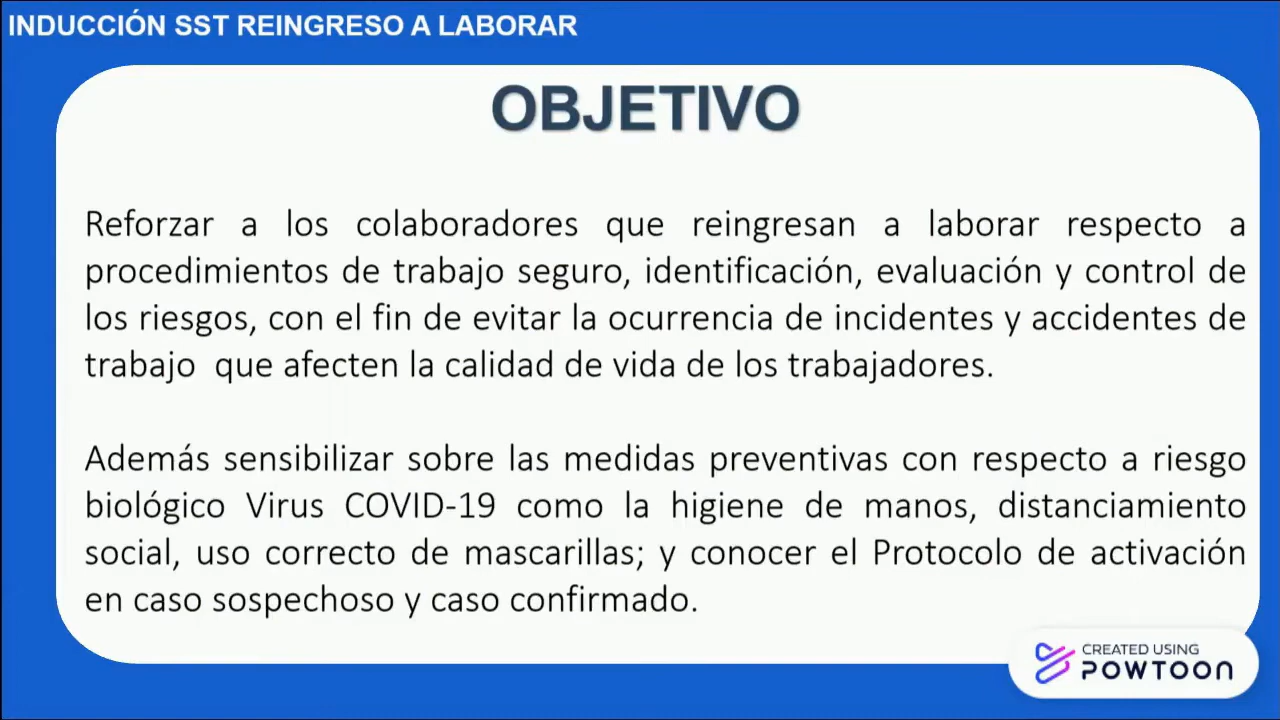 INDUCCIÓN SST REINGRESO A LABORAR
OBJETIVO
Reforzar a los colaboradores que reingresan a laborar respecto a
procedimientos de trabajo seguro, identificación, evaluación y control de
los riesgos, con el fin de evitar la ocurrencia de incidentes y accidentes de
trabajo que afecten la calidad de vida de los trabajadores.
Además sensibilizar sobre las medidas preventivas con respecto a riesgo
biológico Virus COVID-19 como la higiene de manos, distanciamiento
social, uso correcto de mascarillas; y conocer el Protocolo de activación
en caso sospechoso y caso confirmado.
CREATED USING
POWTOON